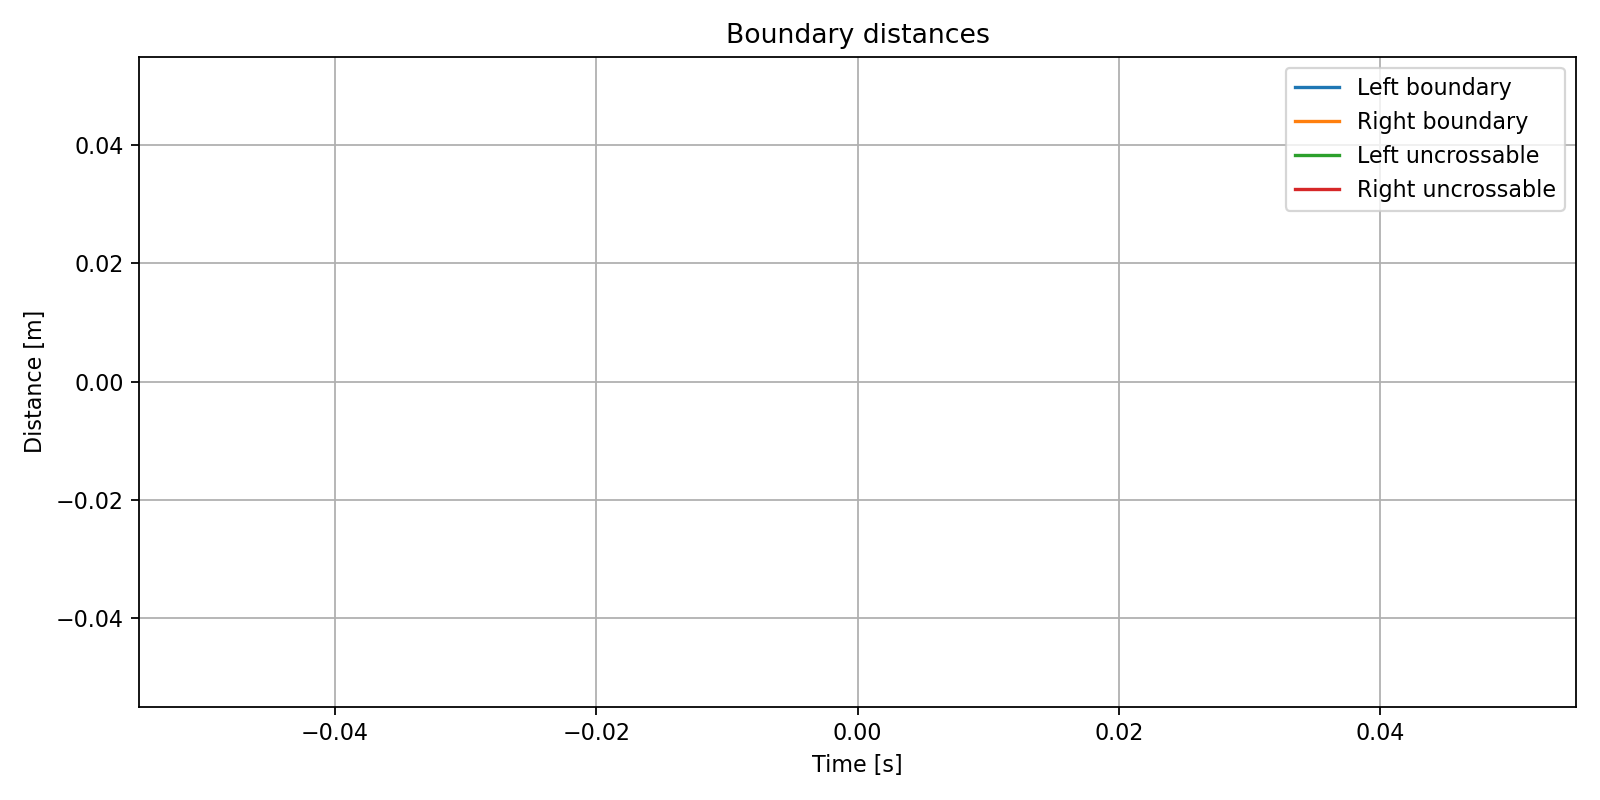 Boundary distances
Left boundary
Right boundary
Left uncrossable
Right uncrossable
0.04
0.02
0.00
−0.02
−0.04
Distance [m]
−0.04
−0.02
0.00
0.02
0.04
Time [s]